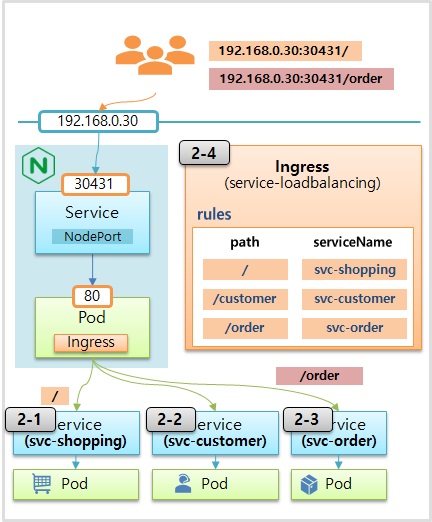 192.168.0.30:30431/
192.168.0.30:30431/order
192.168.0.30
N
30431
Service
NodePort
80
Pod
Ingress
2-4
Ingress
(service-loadbalancing)
rules
path serviceName
/ svc-shopping
/customer svc-customer
/order svc-order
/
/order
2-1 Service
(svc-shopping)
2-2 Service
(svc-customer)
2-3 Service
(svc-order)
Pod
Pod
Pod